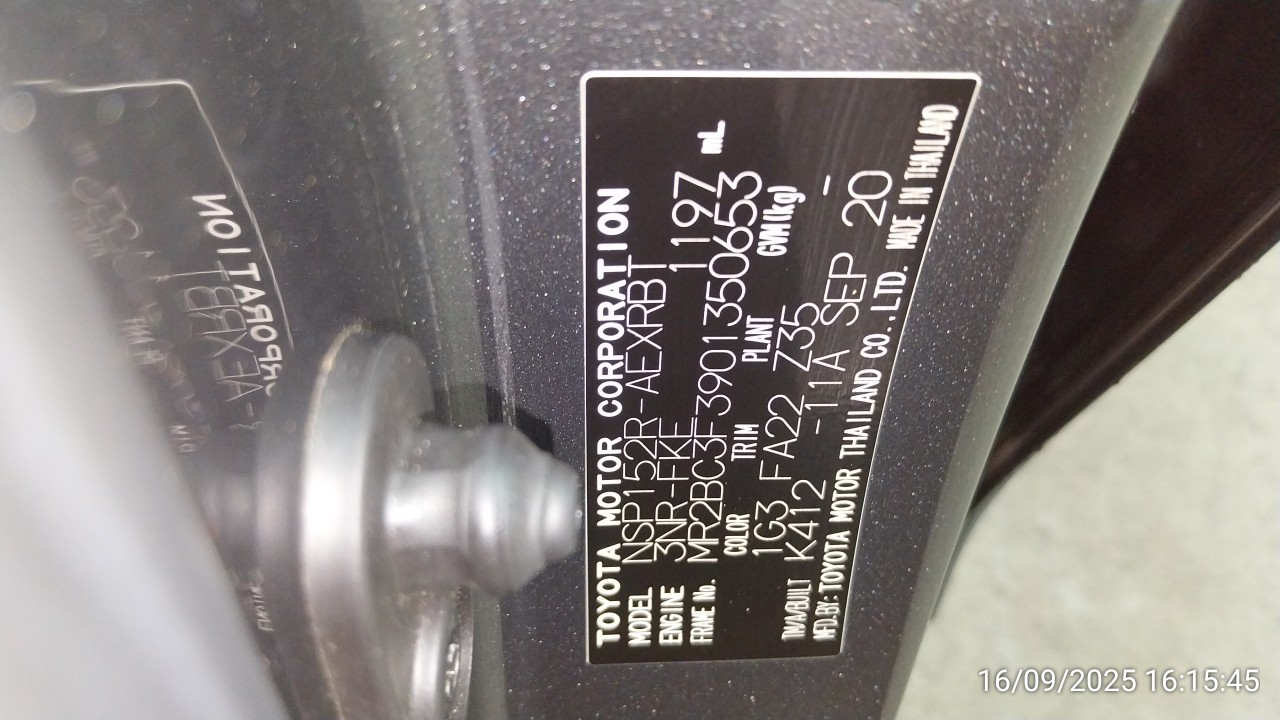 TOYOTA MOTOR CORPORATION
MODEL NSP152R-AEXRBT
ENGINE 3NR-FKE 1197 mL
FRAME No. MR2BC3F3901350653
COLOR TRIM PLANT GVM(kg)
1G3 FA22 Z35 -
TMA/BUILT K412 -11A SEP 20
MFD.BY: TOYOTA MOTOR THAILAND CO.,LTD. MADE IN THAILAND
16/09/2025 16:15:45